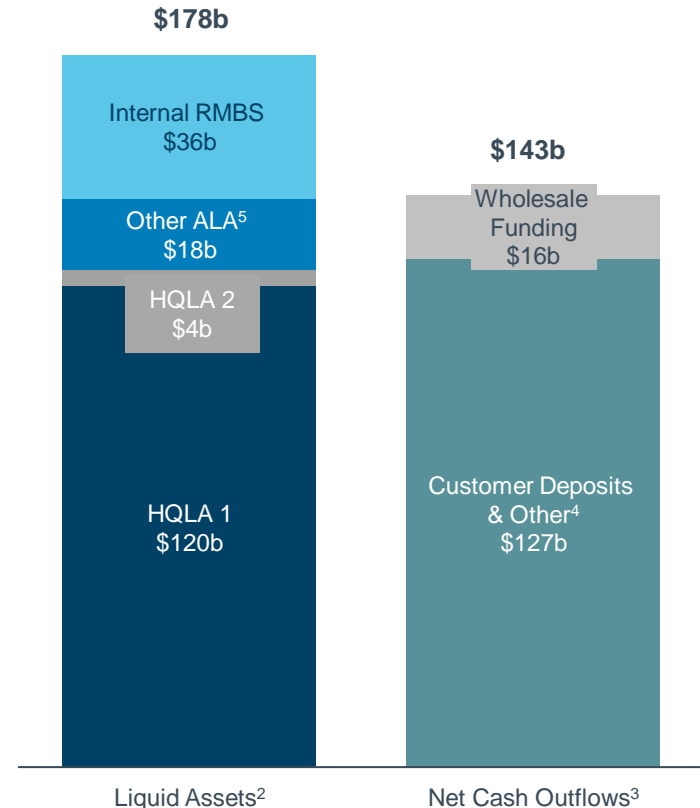 $178b
Internal RMBS
$36b
Other ALA⁵
$18b
HQLA 2
$4b
HQLA 1
$120b
$143b
Wholesale
Funding
$16b
Customer Deposits
& Other⁴
$127b
Liquid Assets²
Net Cash Outflows³